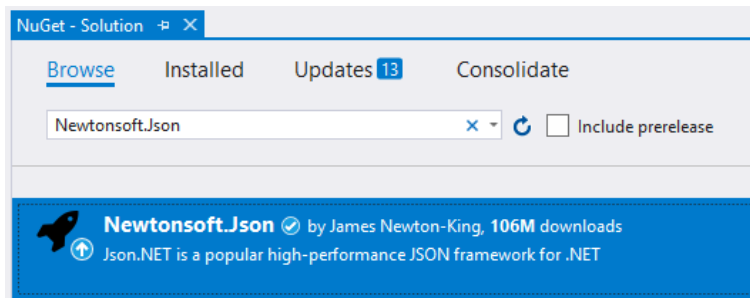 NuGet - Solution
Browse Installed Updates 13 Consolidate
Newtonsoft.Json Include prerelease
Newtonsoft.Json by James Newton-King, 106M downloads
Json.NET is a popular high-performance JSON framework for .NET